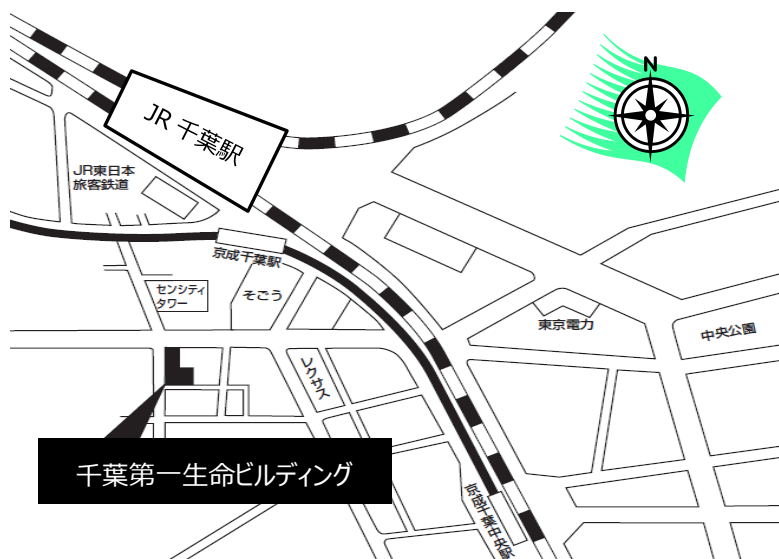 N
JR 千葉駅
JR東日本
旅客鉄道
京成千葉駅
センシティ
タワー
そごう
東京電力
中央公園
レクサス
千葉第一生命ビルディング
京成千葉中央駅